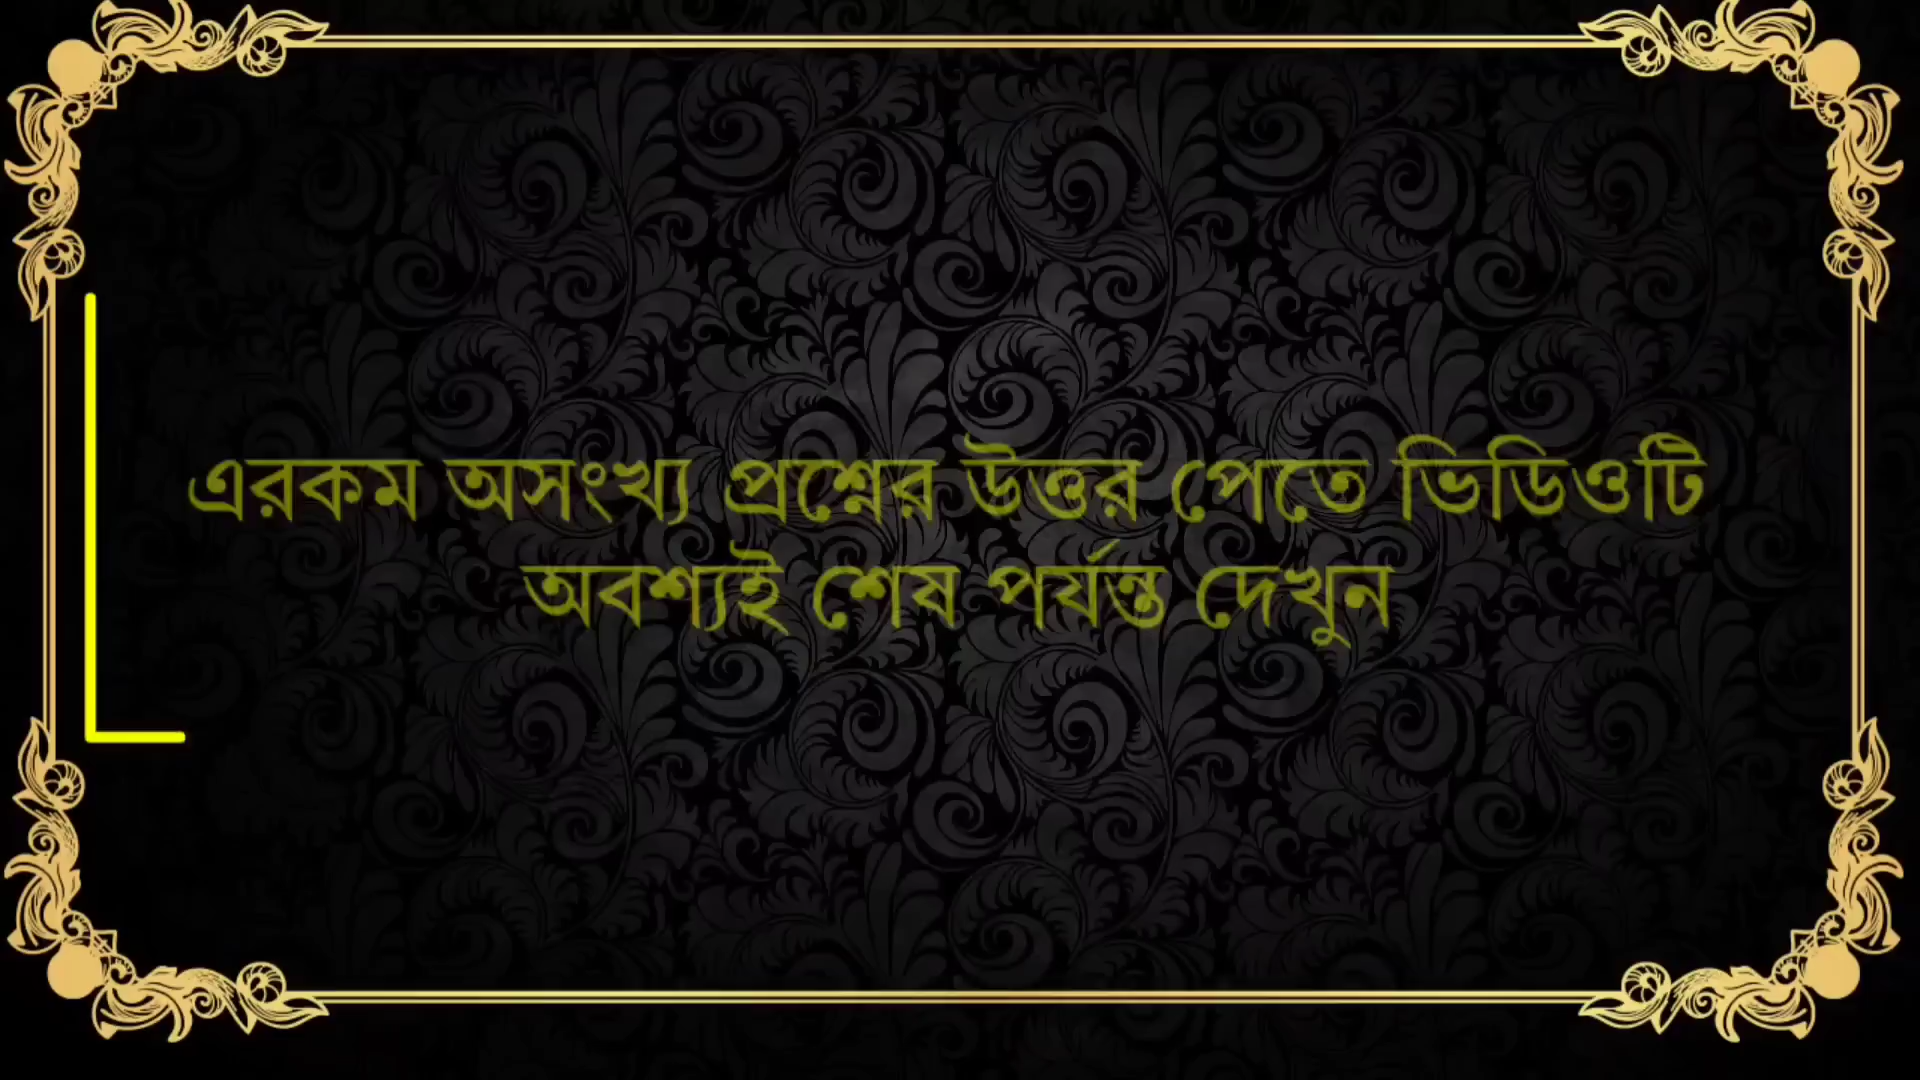 এরকম অসংখ্য প্রশ্নের উত্তর পেতে ভিডিওটি
অবশ্যই শেষ পর্যন্ত দেখুন